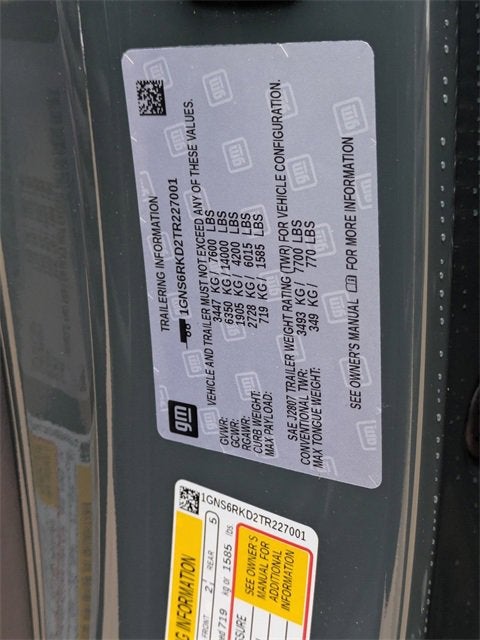 TRAILERING INFORMATION
1GNS6RKD2TR227001
gm
VEHICLE AND TRAILER MUST NOT EXCEED ANY OF THESE VALUES.
GVWR: 3447 KG/ 7600 LBS
GCWR: 6350 KG/14000 LBS
RGAWR: 1905 KG/ 4200 LBS
CURB WEIGHT: 2728 KG/ 6015 LBS
MAX PAYLOAD: 719 KG/ 1585 LBS
SAE J2807 TRAILER WEIGHT RATING (TWR) FOR VEHICLE CONFIGURATION.
CONVENTIONAL TWR: 3493 KG/ 7700 LBS
MAX TONGUE WEIGHT: 349 KG/ 770 LBS
SEE OWNER'S MANUAL FOR MORE INFORMATION
1GNS6RKD2TR227001
INFORMATION
FRONT 2 REAR 5
719 kg or 1585 lbs
SEE OWNER'S
MANUAL FOR
ADDITIONAL
INFORMATION